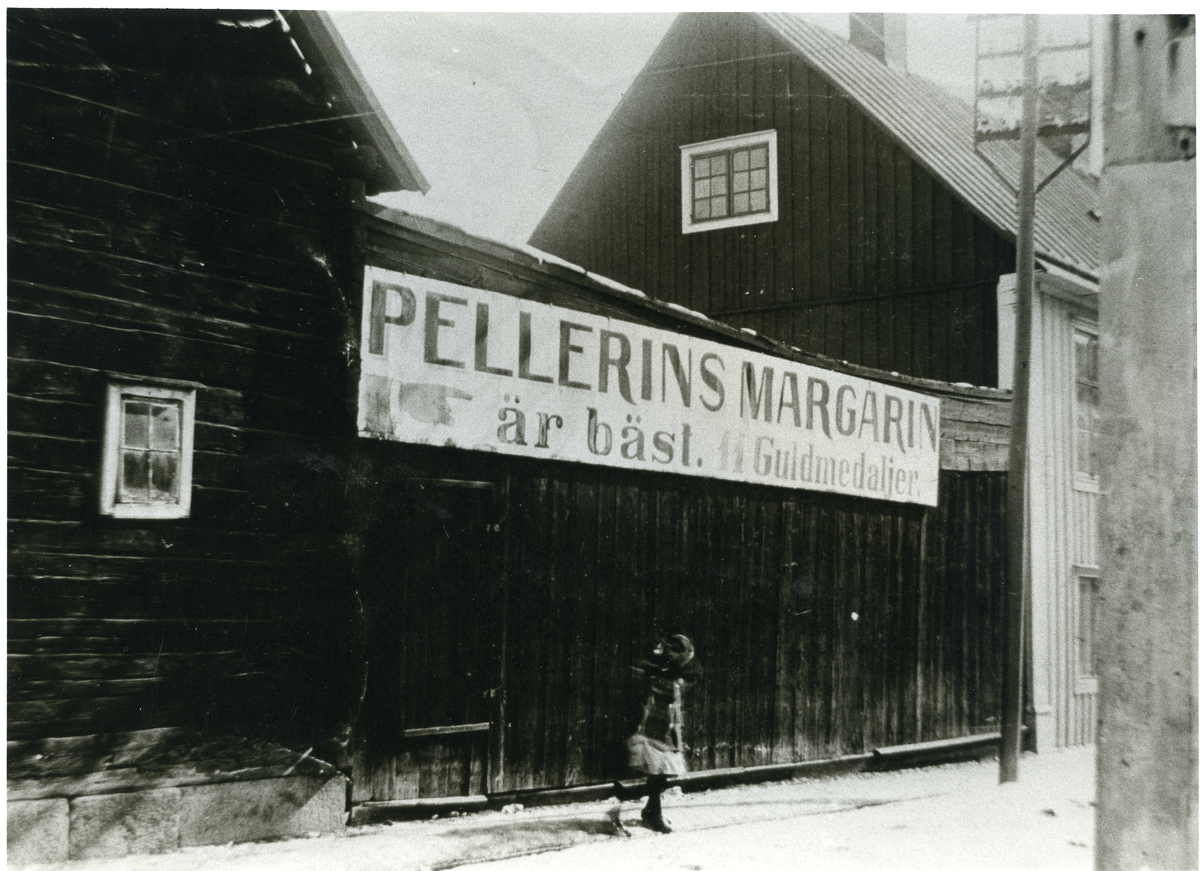 PELLERINS MARGARIN
är bäst. 11 Guldmedaljer.